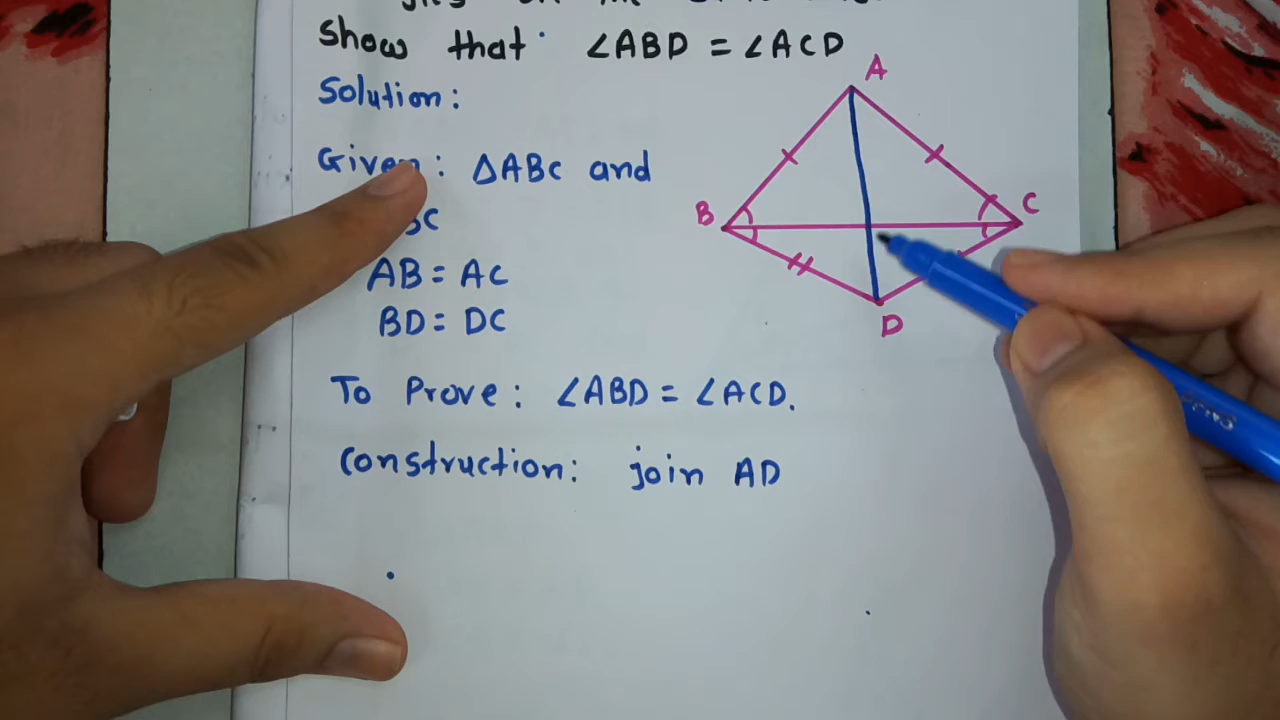 Show that ∠ABD = ∠ACD
Solution:
Given: ΔABC and
BC
AB = AC
BD = DC
To Prove: ∠ABD = ∠ACD.
Construction: join AD
A
B
C
D